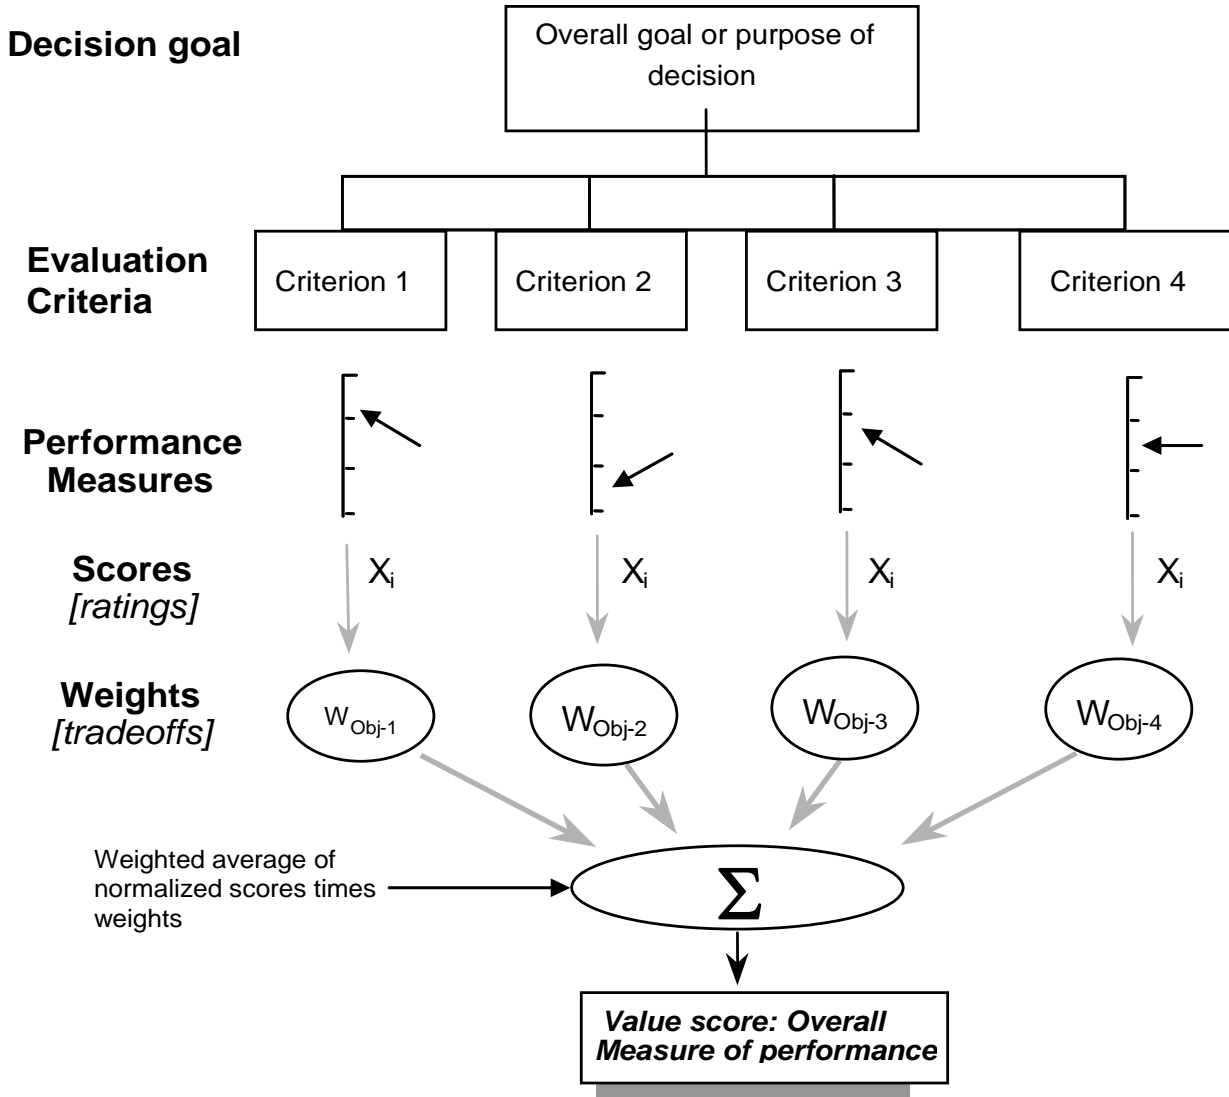 Decision goal
Overall goal or purpose of
decision
Evaluation
Criteria
Criterion 1
Criterion 2
Criterion 3
Criterion 4
Performance
Measures
Scores
[ratings]
Xi
Xi
Xi
Xi
Weights
[tradeoffs]
WObj-1
WObj-2
WObj-3
WObj-4
Weighted average of
normalized scores times
weights
Σ
Value score: Overall
Measure of performance